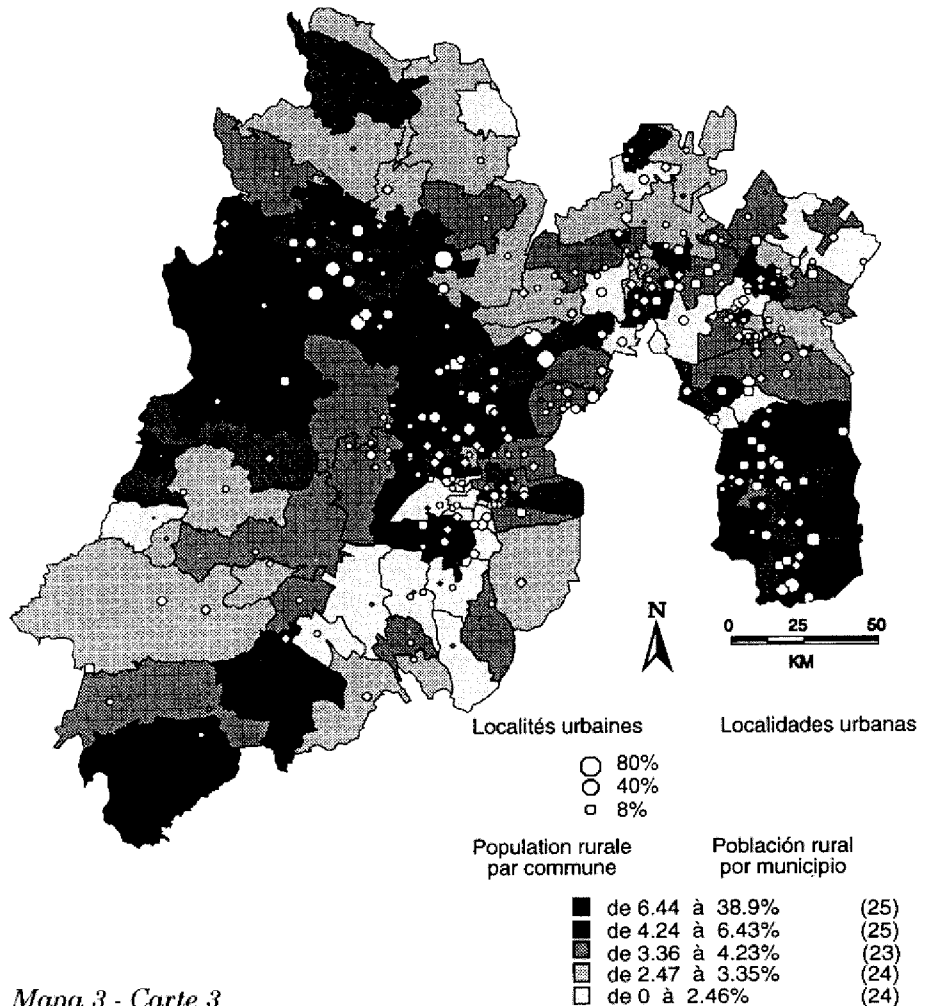 N
0 25 50
KM
Localités urbaines Localidades urbanas
80%
40%
8%
Population rurale Población rural
par commune por municipio
de 6.44 à 38.9% (25)
de 4.24 à 6.43% (25)
de 3.36 à 4.23% (23)
de 2.47 à 3.35% (24)
de 0 à 2.46% (24)
Mapa 3 - Carte 3